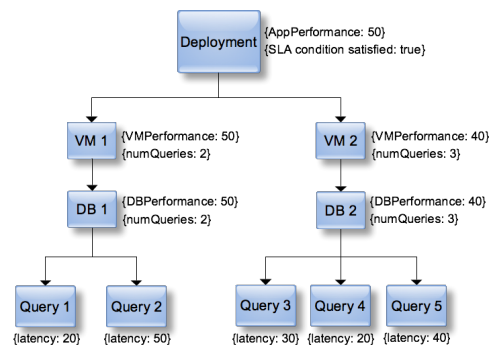 Deployment
{AppPerformance: 50}
{SLA condition satisfied: true}
VM 1
{VMPerformance: 50}
{numQueries: 2}
VM 2
{VMPerformance: 40}
{numQueries: 3}
DB 1
{DBPerformance: 50}
{numQueries: 2}
DB 2
{DBPerformance: 40}
{numQueries: 3}
Query 1
Query 2
Query 3
Query 4
Query 5
{latency: 20}
{latency: 50}
{latency: 30}
{latency: 20}
{latency: 40}